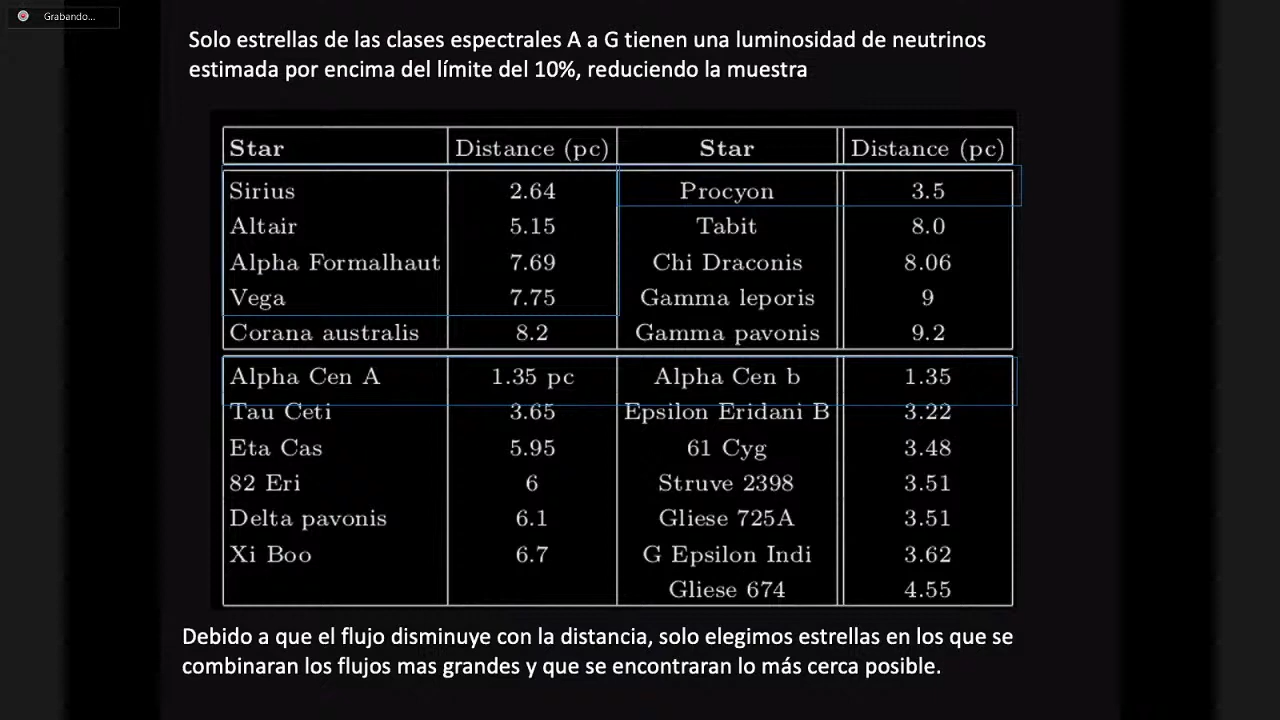 Grabando...
Solo estrellas de las clases espectrales A a G tienen una luminosidad de neutrinos
estimada por encima del límite del 10%, reduciendo la muestra
Star Distance (pc) Star Distance (pc)
Sirius 2.64 Procyon 3.5
Altair 5.15 Tabit 8.0
Alpha Formalhaut 7.69 Chi Draconis 8.06
Vega 7.75 Gamma leporis 9
Corana australis 8.2 Gamma pavonis 9.2
Alpha Cen A 1.35 pc Alpha Cen b 1.35
Tau Ceti 3.65 Epsilon Eridani B 3.22
Eta Cas 5.95 61 Cyg 3.48
82 Eri 6 Struve 2398 3.51
Delta pavonis 6.1 Gliese 725A 3.51
Xi Boo 6.7 G Epsilon Indi 3.62
Gliese 674 4.55
Debido a que el flujo disminuye con la distancia, solo elegimos estrellas en los que se
combinaran los flujos mas grandes y que se encontraran lo más cerca posible.